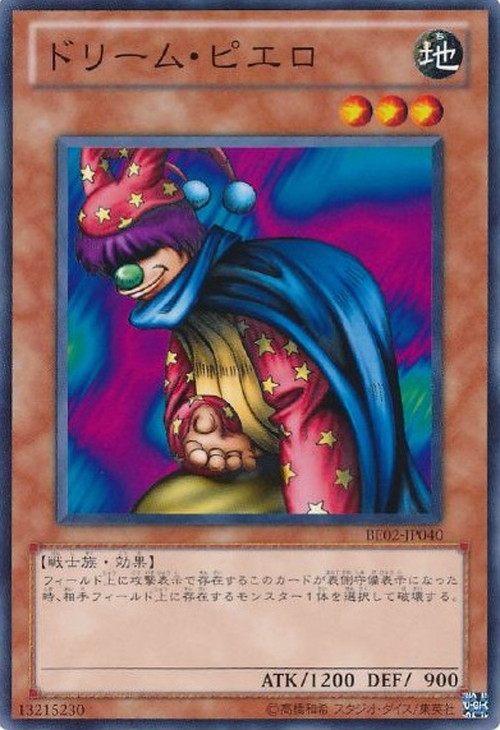 ドリーム・ピエロ
ち
地
BE02-JP040
【戦士族・効果】
フィールド上に攻撃表示で存在するこのカードが表側守備表示になった
時、相手フィールド上に存在するモンスター１体を選択して破壊する。
ATK/1200 DEF/ 900
13215230
©高橋和希 スタジオ・ダイス/集英社